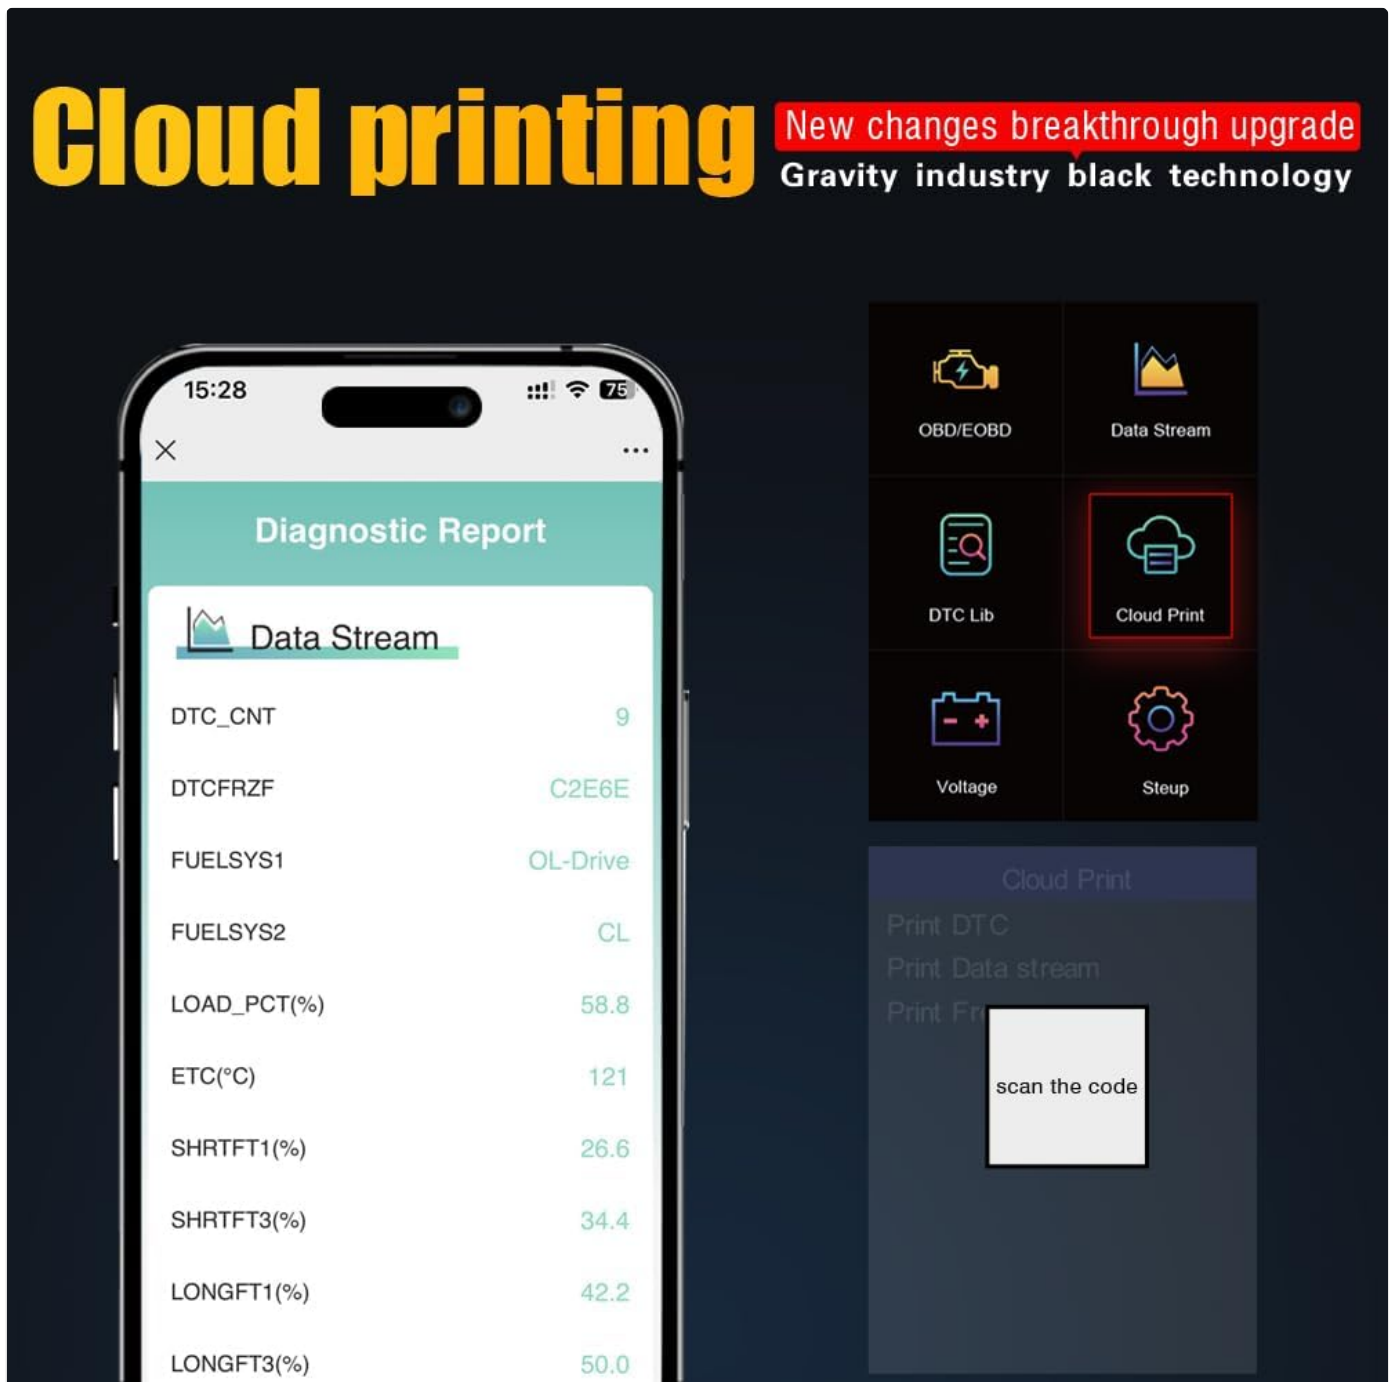 Cloud printing
New changes breakthrough upgrade
Gravity industry black technology
15:28
75
Diagnostic Report
Data Stream
DTC_CNT 9
DTCFRZF C2E6E
FUELSYS1 OL-Drive
FUELSYS2 CL
LOAD_PCT(%) 58.8
ETC(°C) 121
SHRTFT1(%) 26.6
SHRTFT3(%) 34.4
LONGFT1(%) 42.2
LONGFT3(%) 50.0
OBD/EOBD
Data Stream
DTC Lib
Cloud Print
Voltage
Steup
Cloud Print
Print DTC
Print Data stream
Print
scan the code